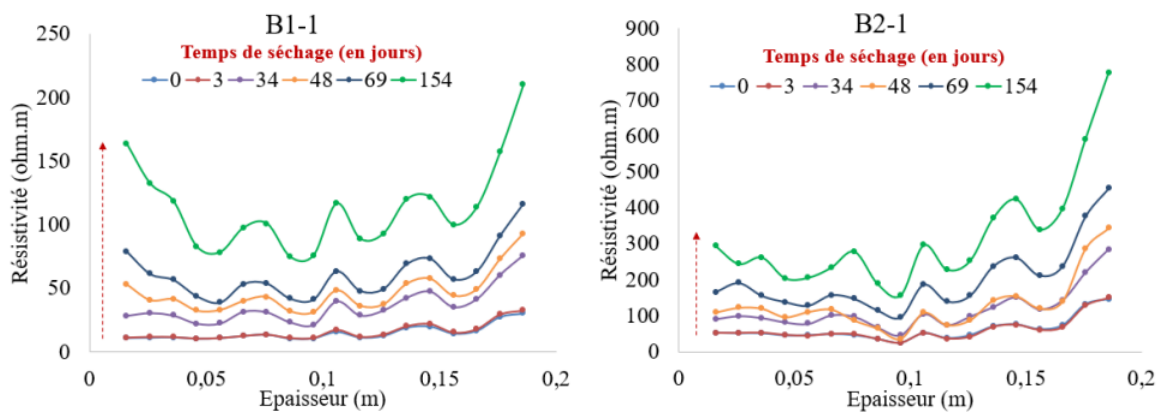 B1-1
Temps de séchage (en jours)
0 3 34 48 69 154
250
200
150
100
50
0
Résistivité (ohm.m)
0 0,05 0,1 0,15 0,2
Epaisseur (m)
B2-1
Temps de séchage (en jours)
0 3 34 48 69 154
900
800
700
600
500
400
300
200
100
0
Résistivité (ohm.m)
0 0,05 0,1 0,15 0,2
Epaisseur (m)